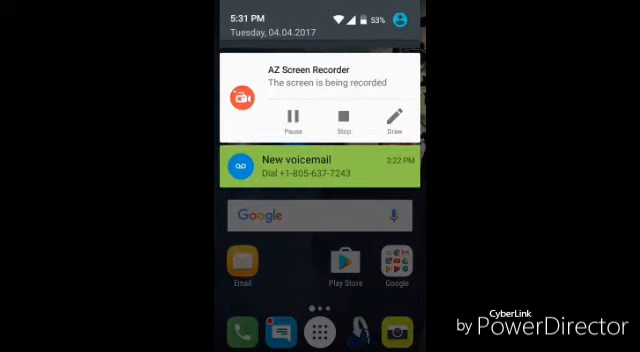 5:31 PM
53%
Tuesday, 04.04.2017
AZ Screen Recorder
The screen is being recorded
Pause
Stop
Draw
New voicemail
3:22 PM
Dial +1-805-637-7243
Google
Email
Play Store
Google
CyberLink
by PowerDirector